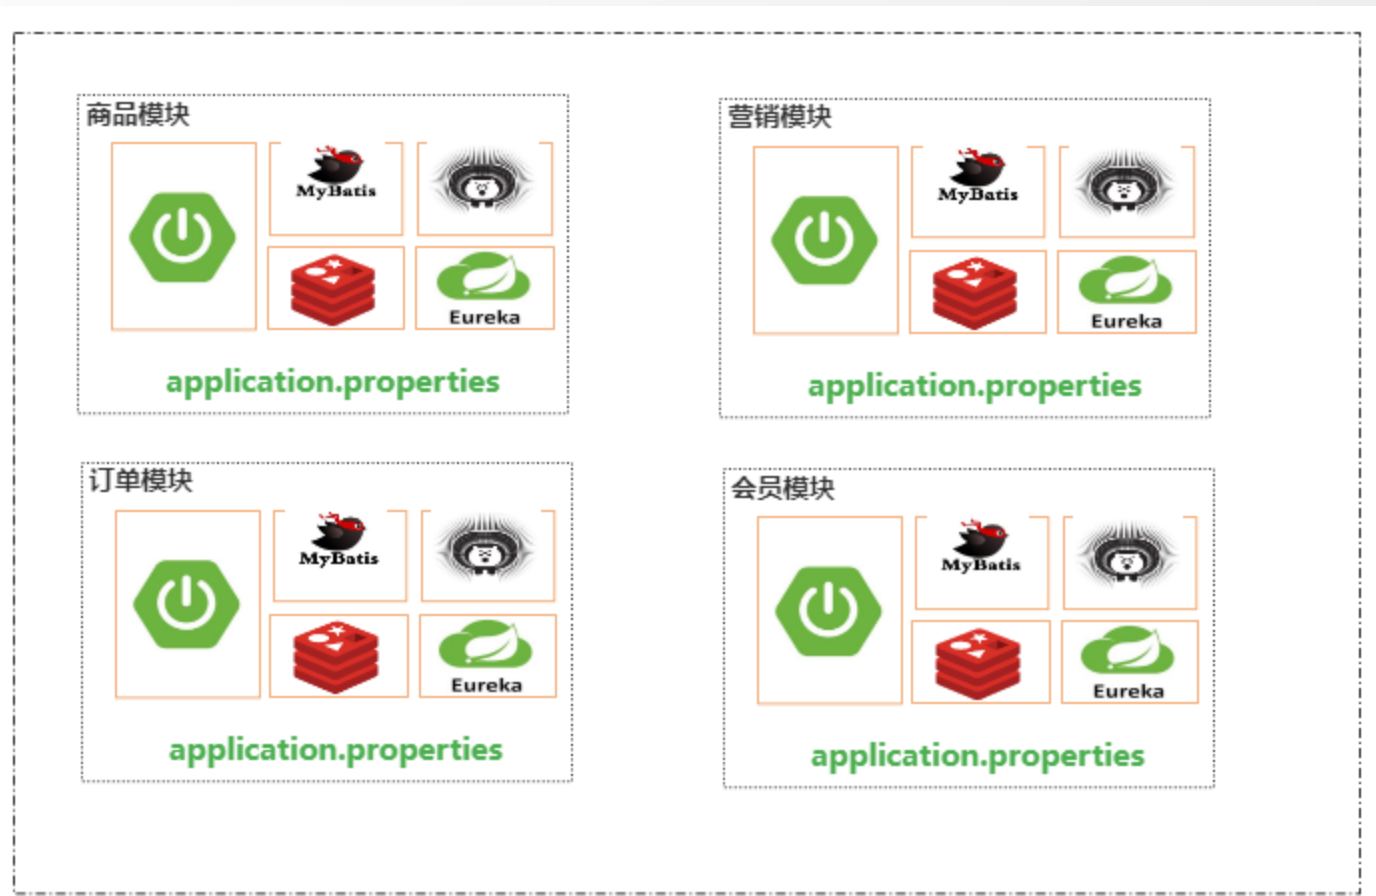 商品模块
MyBatis
Eureka
application.properties
营销模块
MyBatis
Eureka
application.properties
订单模块
MyBatis
Eureka
application.properties
会员模块
MyBatis
Eureka
application.properties